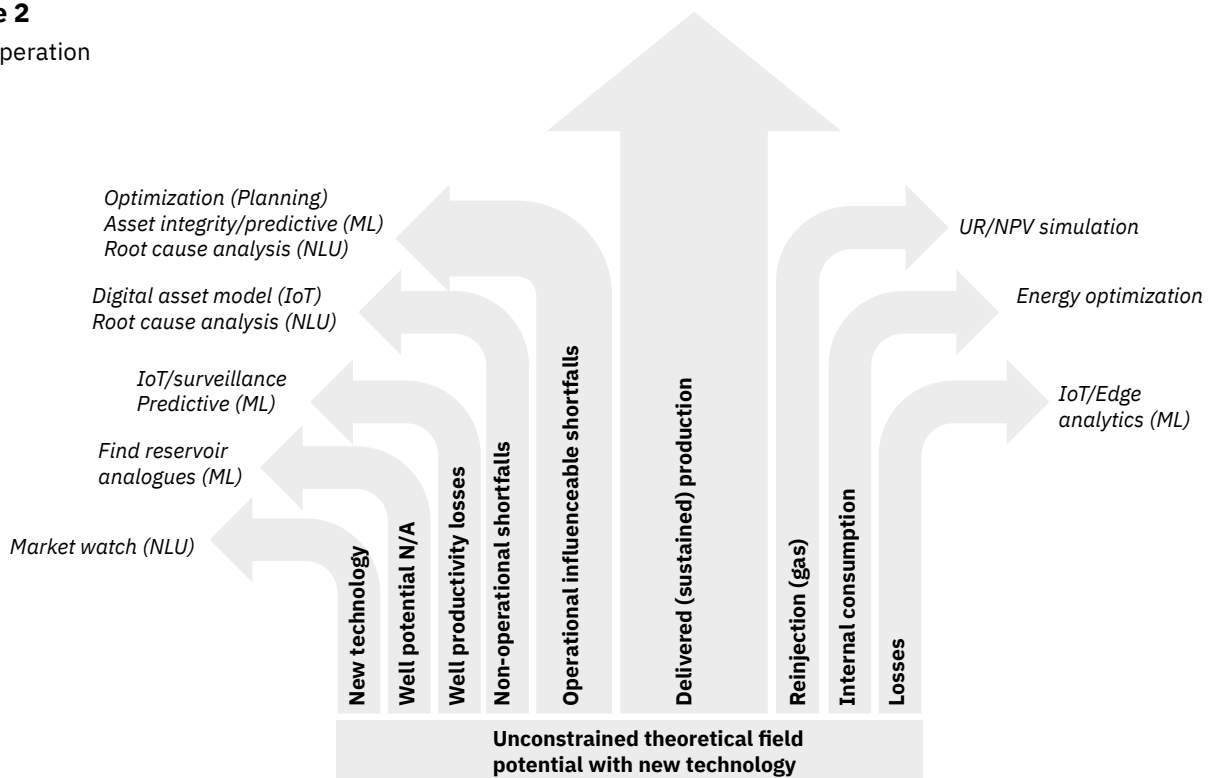 e 2
peration
Optimization (Planning)
Asset integrity/predictive (ML)
Root cause analysis (NLU)
Digital asset model (IoT)
Root cause analysis (NLU)
IoT/surveillance
Predictive (ML)
Find reservoir
analogues (ML)
Market watch (NLU)
New technology
Well potential N/A
Well productivity losses
Non-operational shortfalls
Operational influenceable shortfalls
Delivered (sustained) production
Reinjection (gas)
Internal consumption
Losses
UR/NPV simulation
Energy optimization
IoT/Edge
analytics (ML)
Unconstrained theoretical field
potential with new technology